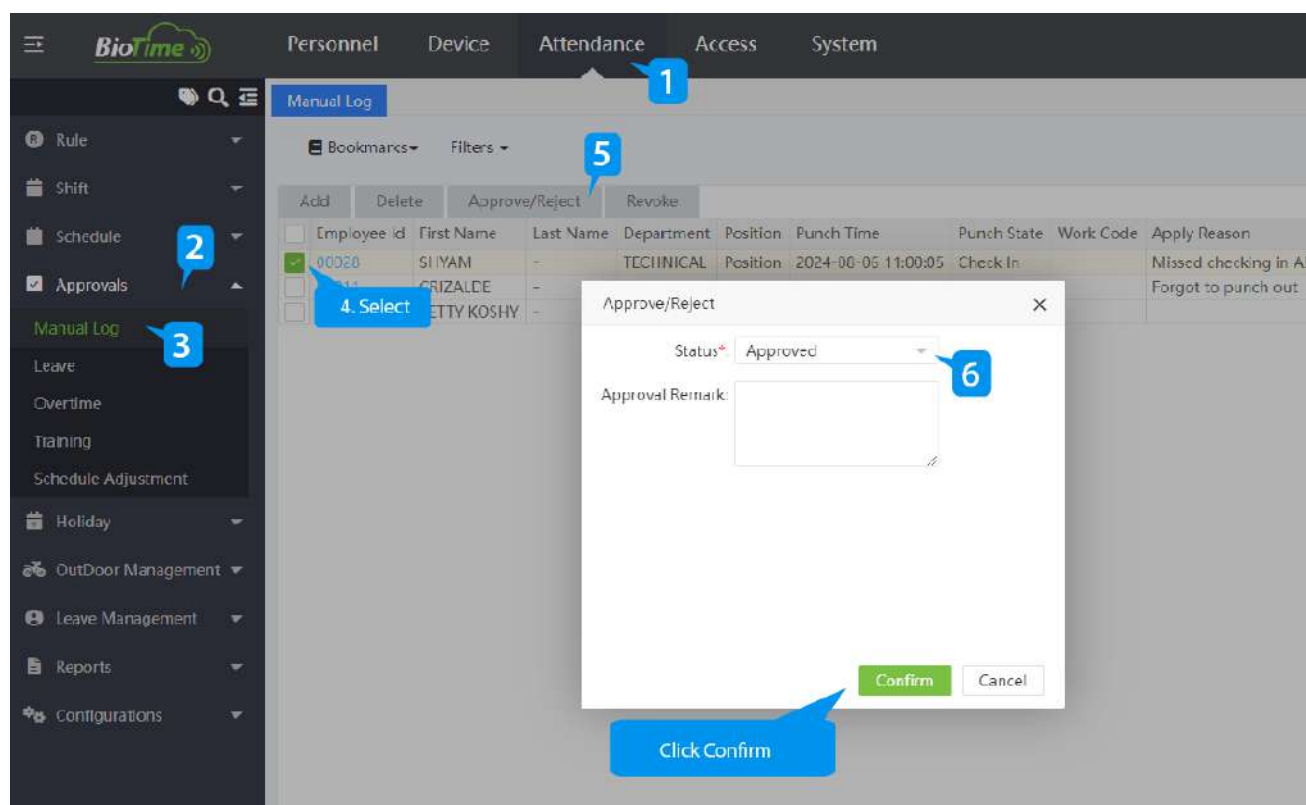 BioTime Personnel Device Attendance Access System
1
Manual Log
Rule
Bookmarks Filters
5
Shift
Add Delete Approve/Reject Revoke
Schedule
2
Employee Id First Name Last Name Department Position Punch Time Punch State Work Code Apply Reason
00028 SHYAM - TECHNICAL Position 2024-08-06 11:00:05 Check In Missed checking in
Approvals
CRIZALDE - Forgot to punch out
4. Select
ETTY KOSHY -
Approve/Reject
Manual Log
3
Status*: Approved
6
Leave
Approval Remark:
Overtime
Training
Schedule Adjustment
Holiday
OutDoor Management
Leave Management
Reports
Confirm Cancel
Configurations
Click Confirm